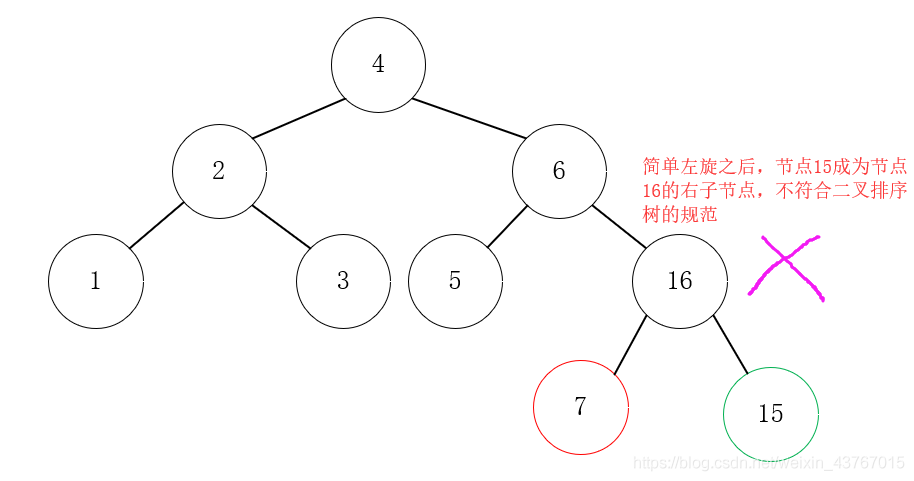 4
2
6
简单左旋之后，节点15成为节点
16的右子节点，不符合二叉排序
树的规范
1
3
5
16
7
15
https://blog.csdn.net/weixin_43767015